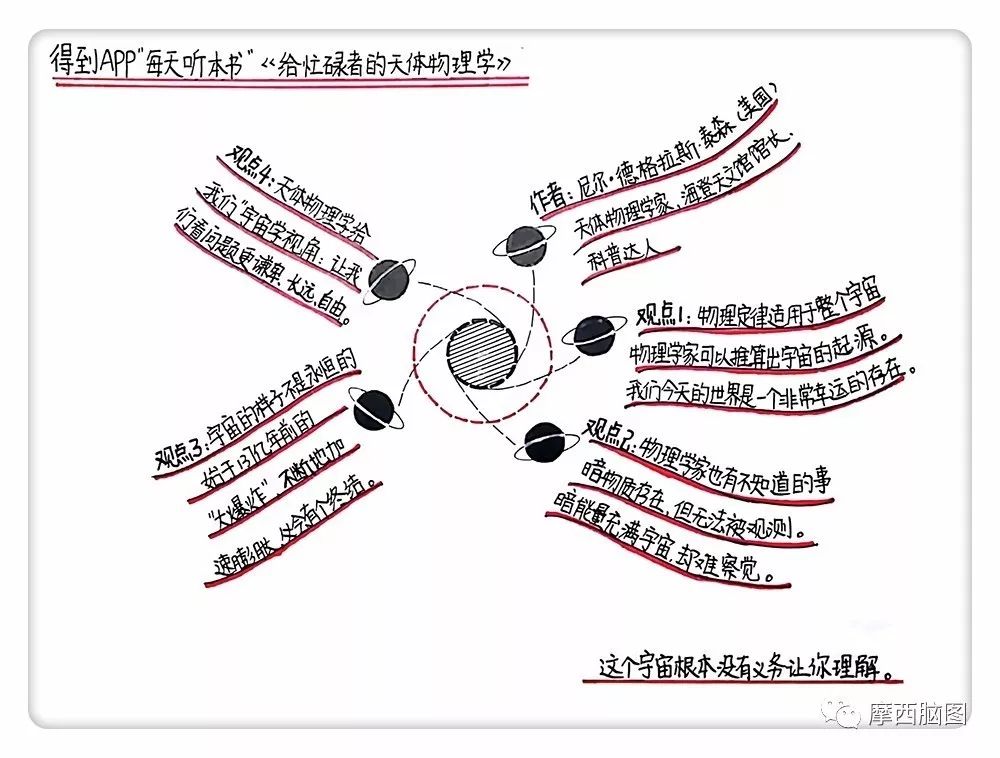 得到APP“每天听本书”《给忙碌者的天体物理学》
作者：尼尔·德格拉斯·泰森（美国）
天体物理学家，海登天文馆馆长、
科普达人
观点1：物理定律适用于整个宇宙
物理学家可以推算出宇宙的起源。
我们今天的世界是一个非常幸运的存在。
观点2：物理学家也有不知道的事
暗物质存在，但无法被观测。
暗能量充满宇宙，却难察觉。
观点3：宇宙的样子不是永恒的
始于137亿年前的
“大爆炸”，不断地加
速膨胀，必会有个终结。
观点4：天体物理学给
我们“宇宙学视角：让我
们看问题更谦卑、长远、自由。
这个宇宙根本没有义务让你理解。
摩西脑图